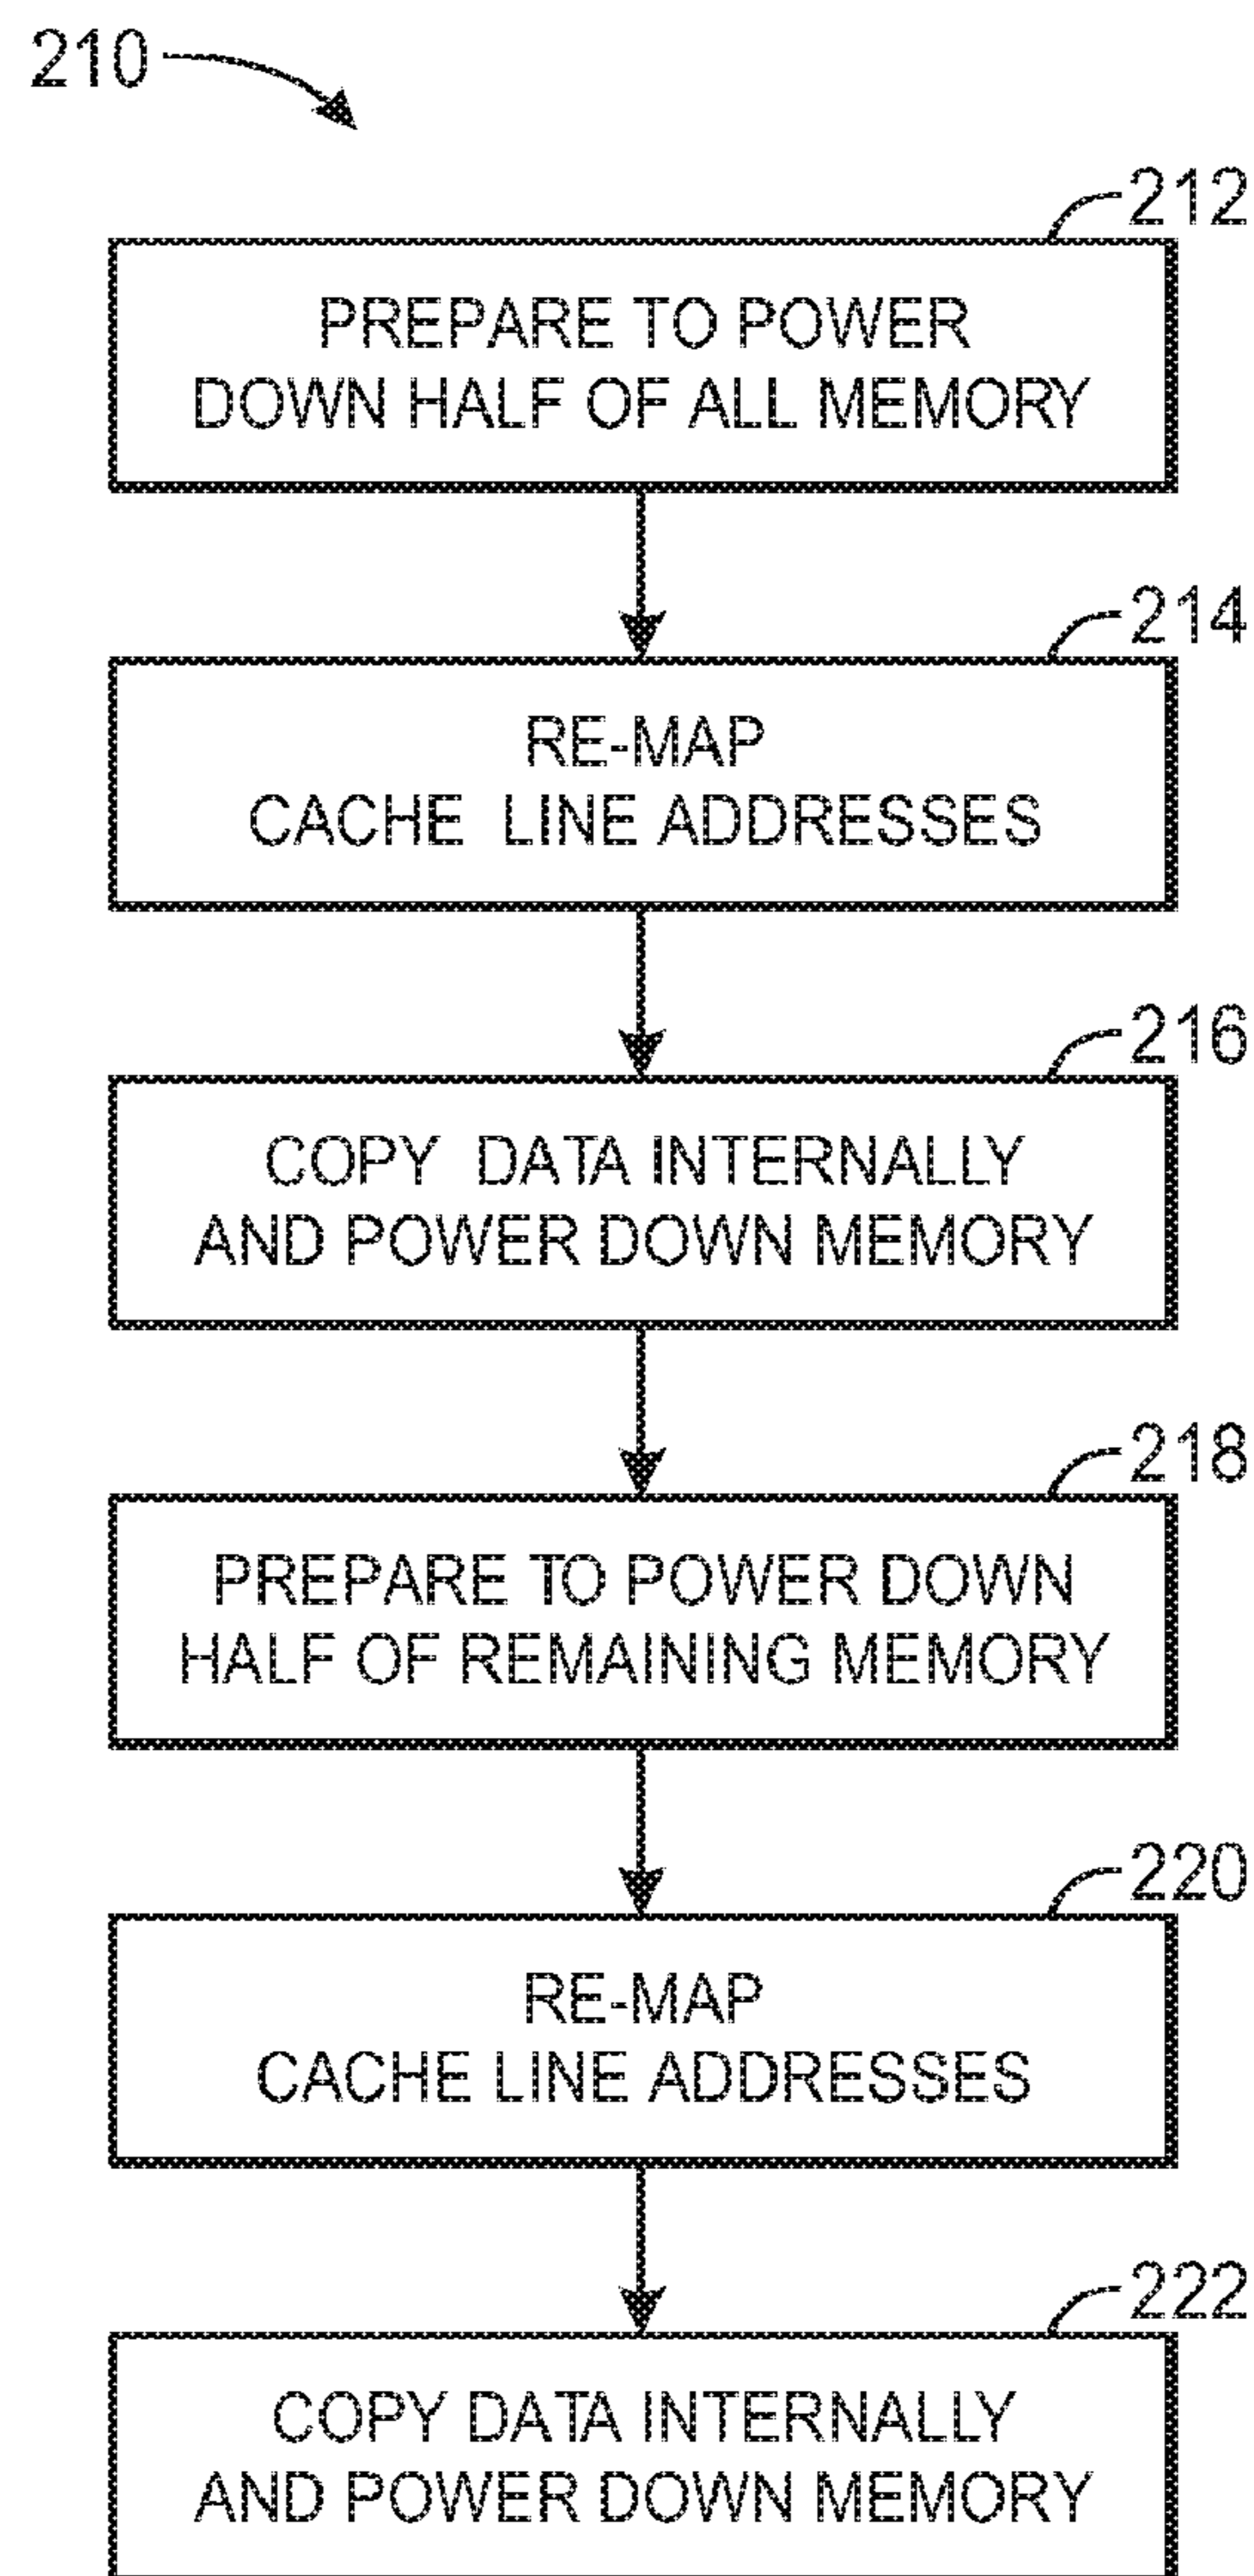 210
212
PREPARE TO POWER
DOWN HALF OF ALL MEMORY
214
RE-MAP
CACHE LINE ADDRESSES
216
COPY DATA INTERNALLY
AND POWER DOWN MEMORY
218
PREPARE TO POWER DOWN
HALF OF REMAINING MEMORY
220
RE-MAP
CACHE LINE ADDRESSES
222
COPY DATA INTERNALLY
AND POWER DOWN MEMORY